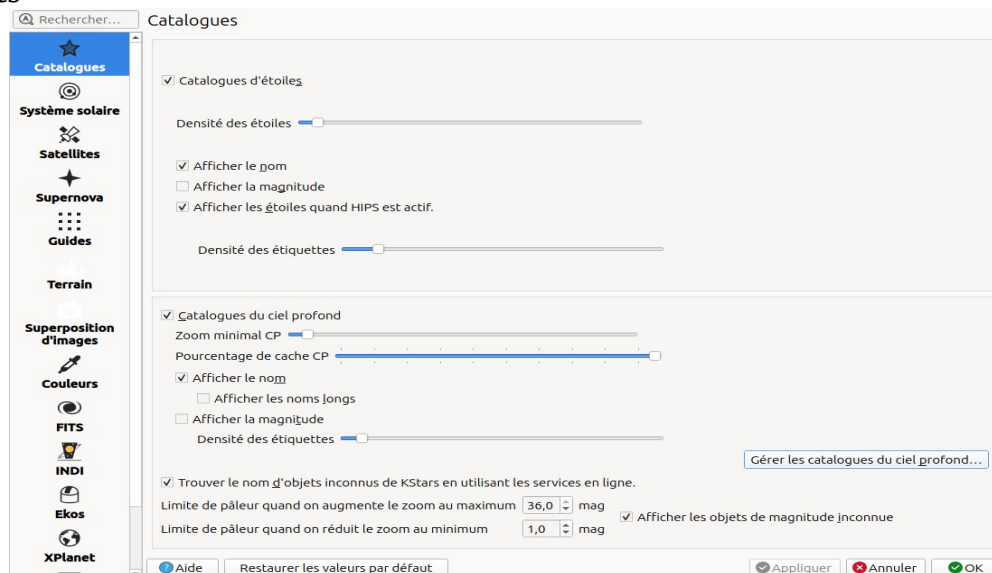 Rechercher...
Catalogues
Catalogues
Système solaire
Satellites
Supernova
Guides
Terrain
Superposition
d'images
Couleurs
FITS
INDI
Ekos
XPlanet
Catalogues d'étoiles
Densité des étoiles
Afficher le nom
Afficher la magnitude
Afficher les étoiles quand HIPS est actif.
Densité des étiquettes
Catalogues du ciel profond
Zoom minimal CP
Pourcentage de cache CP
Afficher le nom
Afficher les noms longs
Afficher la magnitude
Densité des étiquettes
Gérer les catalogues du ciel profond...
Trouver le nom d'objets inconnus de KStars en utilisant les services en ligne.
Limite de pâleur quand on augmente le zoom au maximum 36,0 mag
Afficher les objets de magnitude inconnue
Limite de pâleur quand on réduit le zoom au minimum 1,0 mag
Aide Restaurer les valeurs par défaut Appliquer Annuler OK